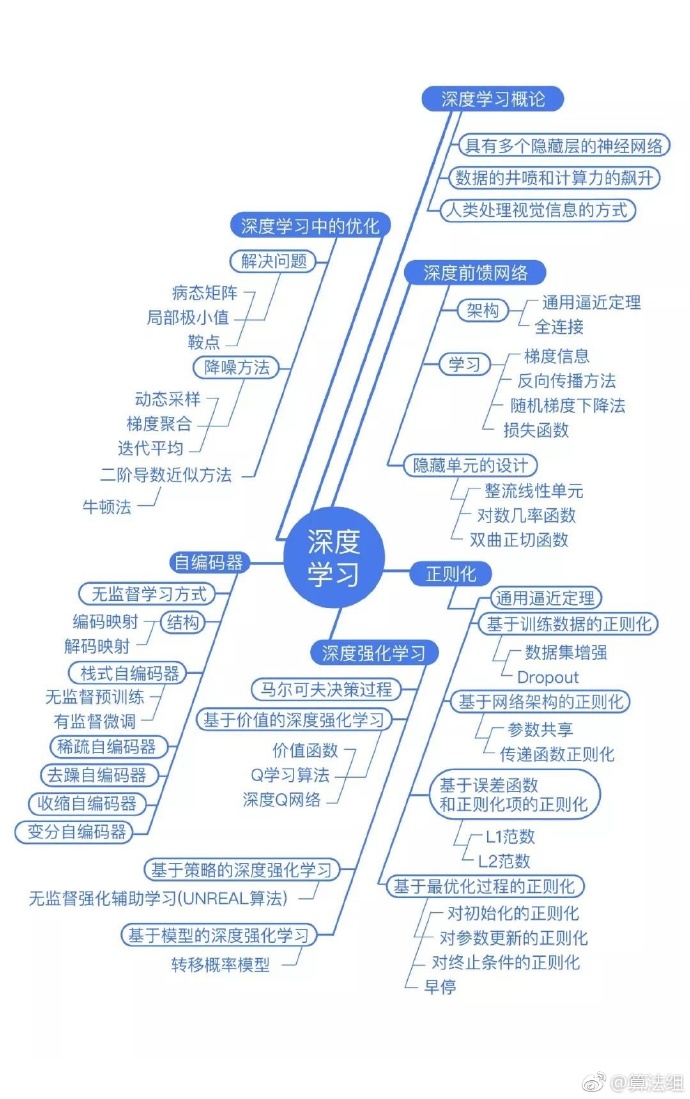 深度学习概论
具有多个隐藏层的神经网络
数据的井喷和计算力的飙升
人类处理视觉信息的方式
深度学习中的优化
解决问题
病态矩阵
局部极小值
鞍点
降噪方法
动态采样
梯度聚合
迭代平均
二阶导数近似方法
牛顿法
深度前馈网络
架构
通用逼近定理
全连接
学习
梯度信息
反向传播方法
随机梯度下降法
损失函数
隐藏单元的设计
整流线性单元
对数几率函数
双曲正切函数
深度
学习
自编码器
无监督学习方式
编码映射
结构
解码映射
栈式自编码器
无监督预训练
有监督微调
稀疏自编码器
去躁自编码器
收缩自编码器
变分自编码器
深度强化学习
马尔可夫决策过程
基于价值的深度强化学习
价值函数
Q学习算法
深度Q网络
基于策略的深度强化学习
无监督强化辅助学习(UNREAL算法)
基于模型的深度强化学习
转移概率模型
正则化
通用逼近定理
基于训练数据的正则化
数据集增强
Dropout
基于网络架构的正则化
参数共享
传递函数正则化
基于误差函数
和正则化项的正则化
L1范数
L2范数
基于最优化过程的正则化
对初始化的正则化
对参数更新的正则化
对终止条件的正则化
早停
@算法组